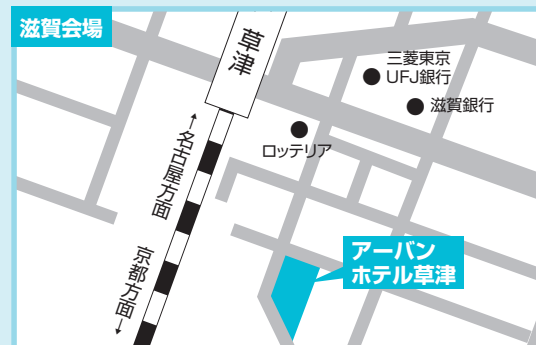 滋賀会場
草津
三菱東京
UFJ銀行
滋賀銀行
ロッテリア
←名古屋方面
京都方面→
アーバン
ホテル草津